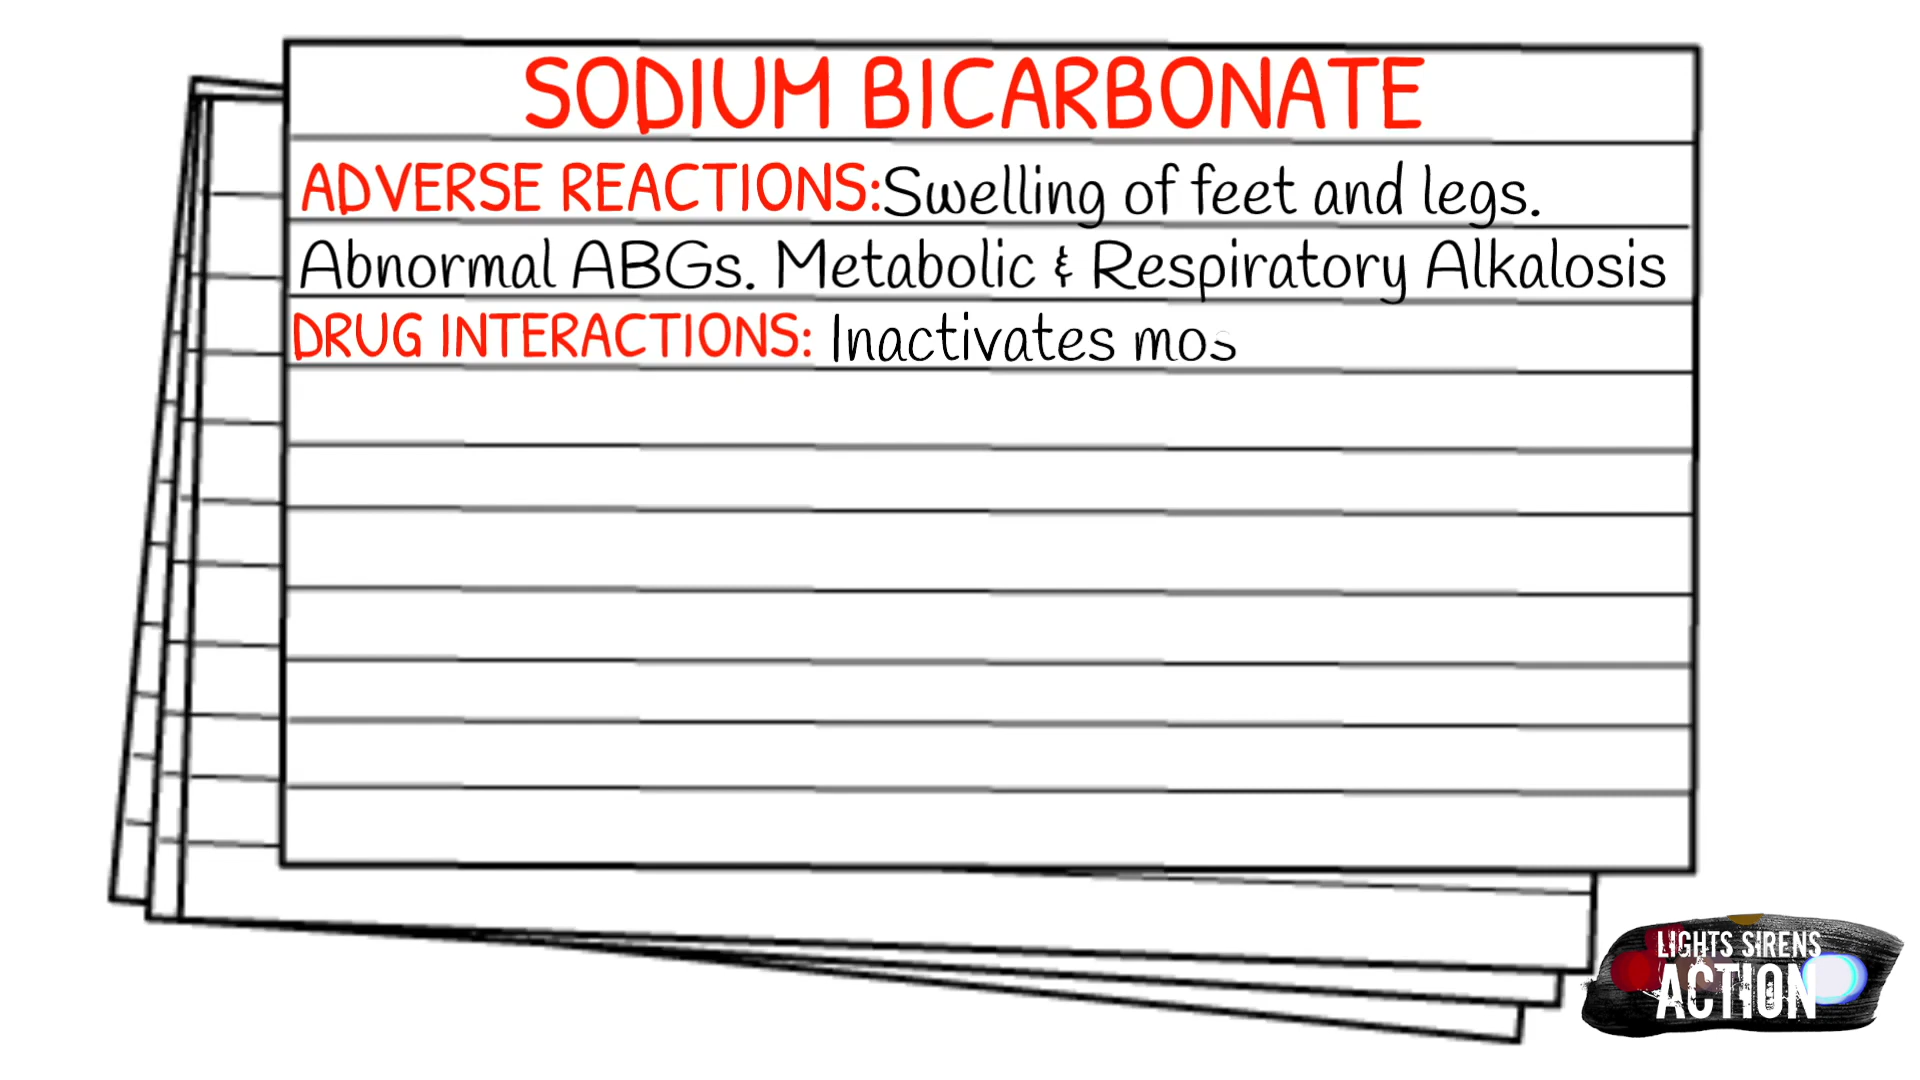 SODIUM BICARBONATE
ADVERSE REACTIONS:Swelling of feet and legs.
Abnormal ABGs. Metabolic & Respiratory Alkalosis
DRUG INTERACTIONS: Inactivates mos
LIGHTS SIRENS
ACTION